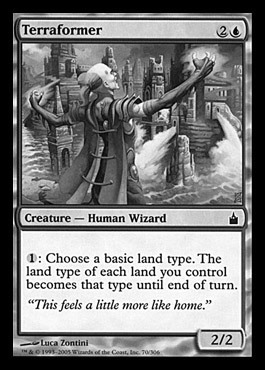 Terraformer 2
Creature — Human Wizard
1: Choose a basic land type. The
land type of each land you control
becomes that type until end of turn.
“This feels a little more like home.”
Luca Zontini
2/2
™ & © 1993–2005 Wizards of the Coast, Inc. 70/306